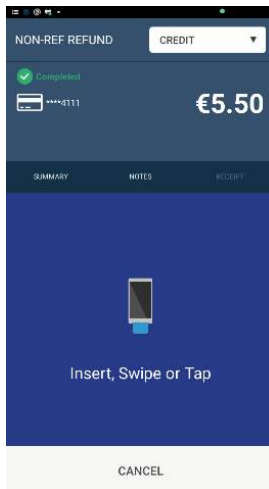 NON-REF REFUND CREDIT
Completed
****4111 €5.50
SUMMARY NOTES RECEIPT
Insert, Swipe or Tap
CANCEL